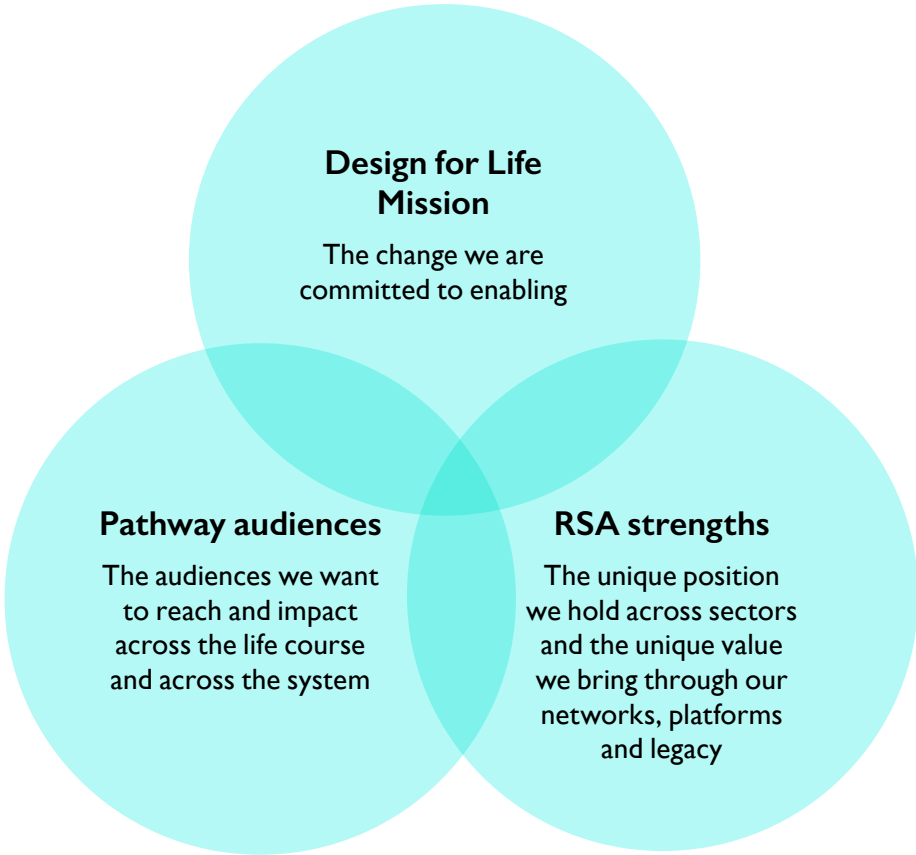 Design for Life
Mission
The change we are
committed to enabling
Pathway audiences
The audiences we want
to reach and impact
across the life course
and across the system
RSA strengths
The unique position
we hold across sectors
and the unique value
we bring through our
networks, platforms
and legacy